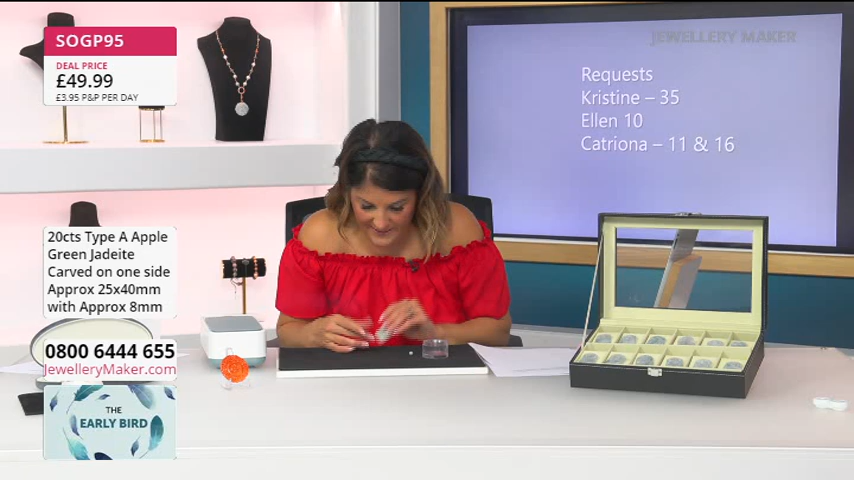 SOGP95
DEAL PRICE
£49.99
£3.95 P&P PER DAY
JEWELLERY MAKER
Requests
Kristine – 35
Ellen 10
Catriona – 11 & 16
20cts Type A Apple
Green Jadeite
Carved on one side
Approx 25x40mm
with Approx 8mm
0800 6444 655
JewelleryMaker.com
THE
EARLY BIRD